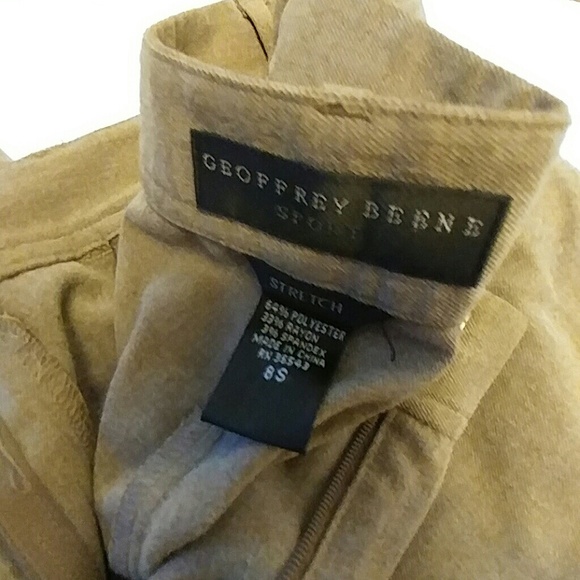 GEOFFREY BEENE
SPORT
STRETCH
64% POLYESTER
33% RAYON
3% SPANDEX
MADE IN CHINA
RN 36543
8S